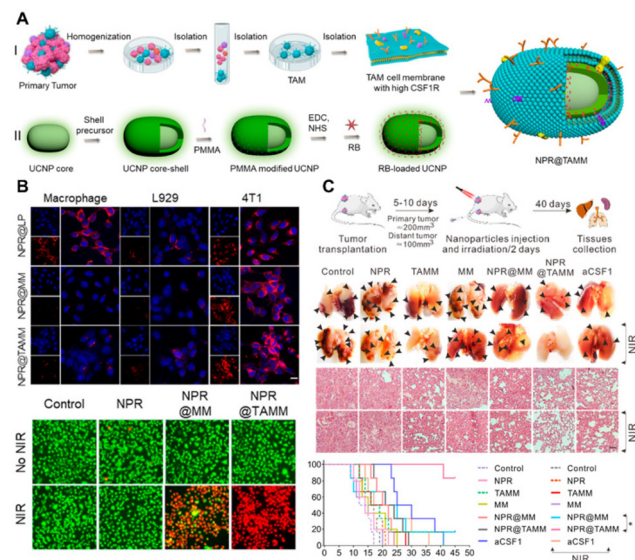 A
I
Homogenization
Isolation
Isolation
Isolation
Primary Tumor
TAM
TAM cell membrane
with high CSF1R
II
Shell
precursor
PMMA
EDC,
NHS
RB
UCNP core
UCNP core-shell
PMMA modified UCNP
RB-loaded UCNP
NPR@TAMM
B
Macrophage
L929
4T1
NPR@LP
NPR@MM
NPR@TAMM
Control
NPR
NPR
@MM
NPR
@TAMM
No NIR
NIR
C
5-10 days
Primary tumor
≈200mm³
Distant tumor
≈100mm³
40 days
Tumor
transplantation
Nanoparticles injection
and irradiation/2 days
Tissues
collection
Control
NPR
TAMM
MM
NPR@MM
NPR
@TAMM
aCSF1
NIR
NIR
100
80
60
40
20
0
0 5 10 15 20 25 30 35 40 45 50
Control
NPR
TAMM
MM
NPR@MM
NPR@TAMM
aCSF1
Control
NPR
TAMM
MM
NPR@MM
NPR@TAMM
aCSF1
*
NIR